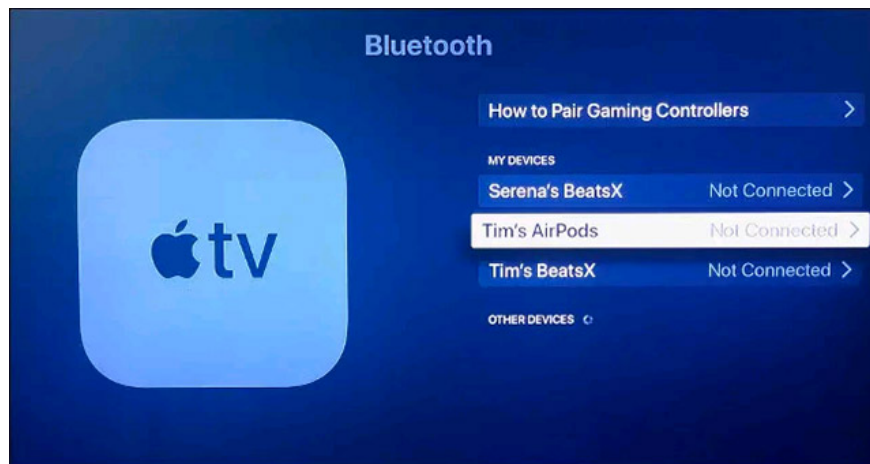 Bluetooth
tv
How to Pair Gaming Controllers
MY DEVICES
Serena's BeatsX Not Connected
Tim's AirPods Not Connected
Tim's BeatsX Not Connected
OTHER DEVICES